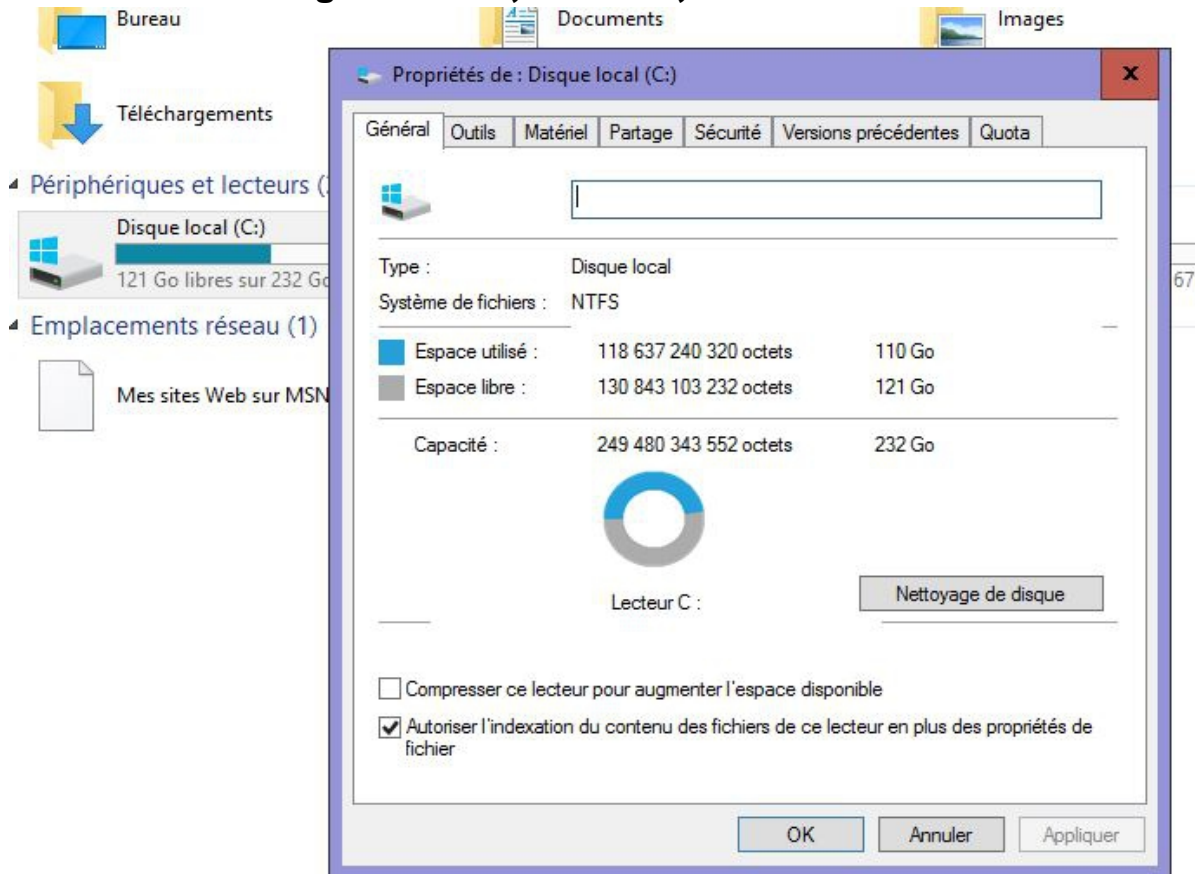 Bureau
Documents
Images
Téléchargements
Périphériques et lecteurs
Disque local (C:)
121 Go libres sur 232 Go
67
Emplacements réseau (1)
Mes sites Web sur MSN
Propriétés de : Disque local (C:)
x
Général Outils Matériel Partage Sécurité Versions précédentes Quota
Type : Disque local
Système de fichiers : NTFS
Espace utilisé : 118 637 240 320 octets 110 Go
Espace libre : 130 843 103 232 octets 121 Go
Capacité : 249 480 343 552 octets 232 Go
Lecteur C :
Nettoyage de disque
Compresser ce lecteur pour augmenter l'espace disponible
Autoriser l'indexation du contenu des fichiers de ce lecteur en plus des propriétés de
fichier
OK Annuler Appliquer